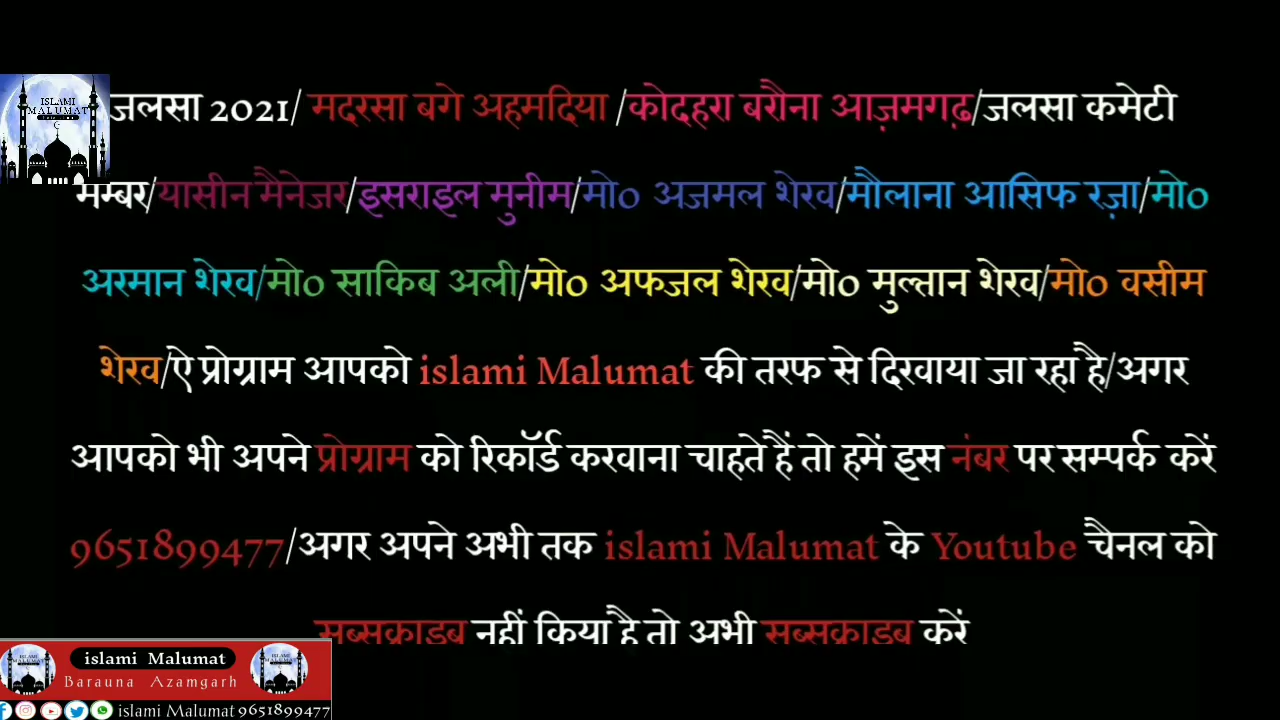 ISLAMI
MALUMAT
जलसा 2021/ मदरसा बगे अहमदिया /कोदहरा बरौना आज़मगढ़/जलसा कमेटी
मम्बर/यासीन मैनेजर/इसराइल मुनीम/मो० अजमल शेख/मौलाना आसिफ रज़ा/मो०
अरमान शेख/मो० साकिब अली/मो० अफजल शेख/मो० मुल्तान शेख/मो० वसीम
शेख/ऐ प्रोग्राम आपको islami Malumat की तरफ से दिखाया जा रहा है/अगर
आपको भी अपने प्रोग्राम को रिकॉर्ड करवाना चाहते हैं तो हमें इस नंबर पर सम्पर्क करें
9651899477/अगर अपने अभी तक islami Malumat के Youtube चैनल को
सब्सक्राइब नहीं किया है तो अभी सब्सक्राइब करें
islami Malumat
Barauna Azamgarh
islami Malumat 9651899477